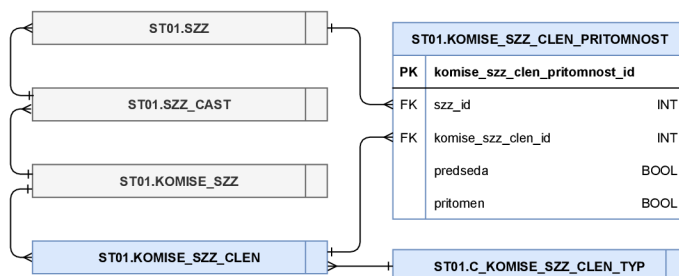 ST01.SZZ
ST01.SZZ_CAST
ST01.KOMISE_SZZ
ST01.KOMISE_SZZ_CLEN
ST01.KOMISE_SZZ_CLEN_PRITOMNOST
PK komise_szz_clen_pritomnost_id
FK szz_id INT
FK komise_szz_clen_id INT
predseda BOOL
pritomen BOOL
ST01.C_KOMISE_SZZ_CLEN_TYP